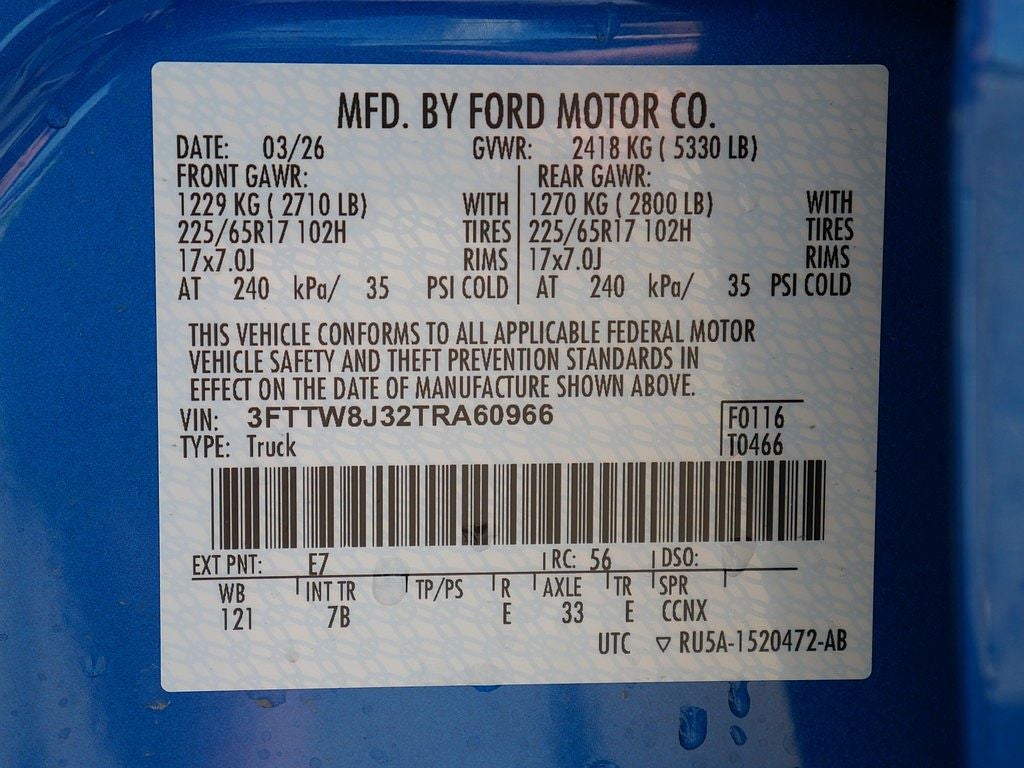 MFD. BY FORD MOTOR CO.
DATE: 03/26 GVWR: 2418 KG ( 5330 LB)
FRONT GAWR: REAR GAWR:
1229 KG ( 2710 LB) WITH 1270 KG ( 2800 LB) WITH
225/65R17 102H TIRES 225/65R17 102H TIRES
17x7.0J RIMS 17x7.0J RIMS
AT 240 kPa/ 35 PSI COLD AT 240 kPa/ 35 PSI COLD
THIS VEHICLE CONFORMS TO ALL APPLICABLE FEDERAL MOTOR
VEHICLE SAFETY AND THEFT PREVENTION STANDARDS IN
EFFECT ON THE DATE OF MANUFACTURE SHOWN ABOVE.
VIN: 3FTTW8J32TRA60966 F0116
TYPE: Truck T0466
EXT PNT: E7 RC: 56 DSO:
WB INT TR TP/PS R AXLE TR SPR
121 7B E 33 E CCNX
UTC ▽ RU5A-1520472-AB